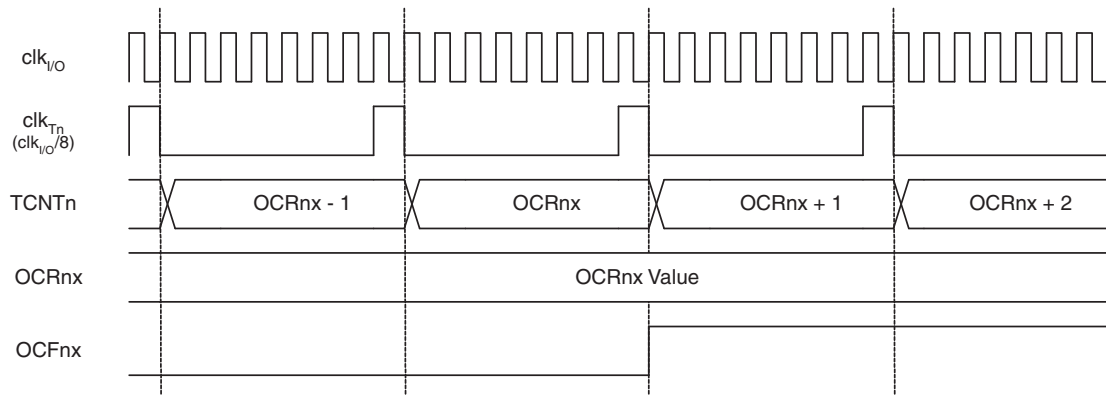 clkI/O
clkTn
(clkI/O/8)
TCNTn
OCRnx - 1
OCRnx
OCRnx + 1
OCRnx + 2
OCRnx
OCRnx Value
OCFnx